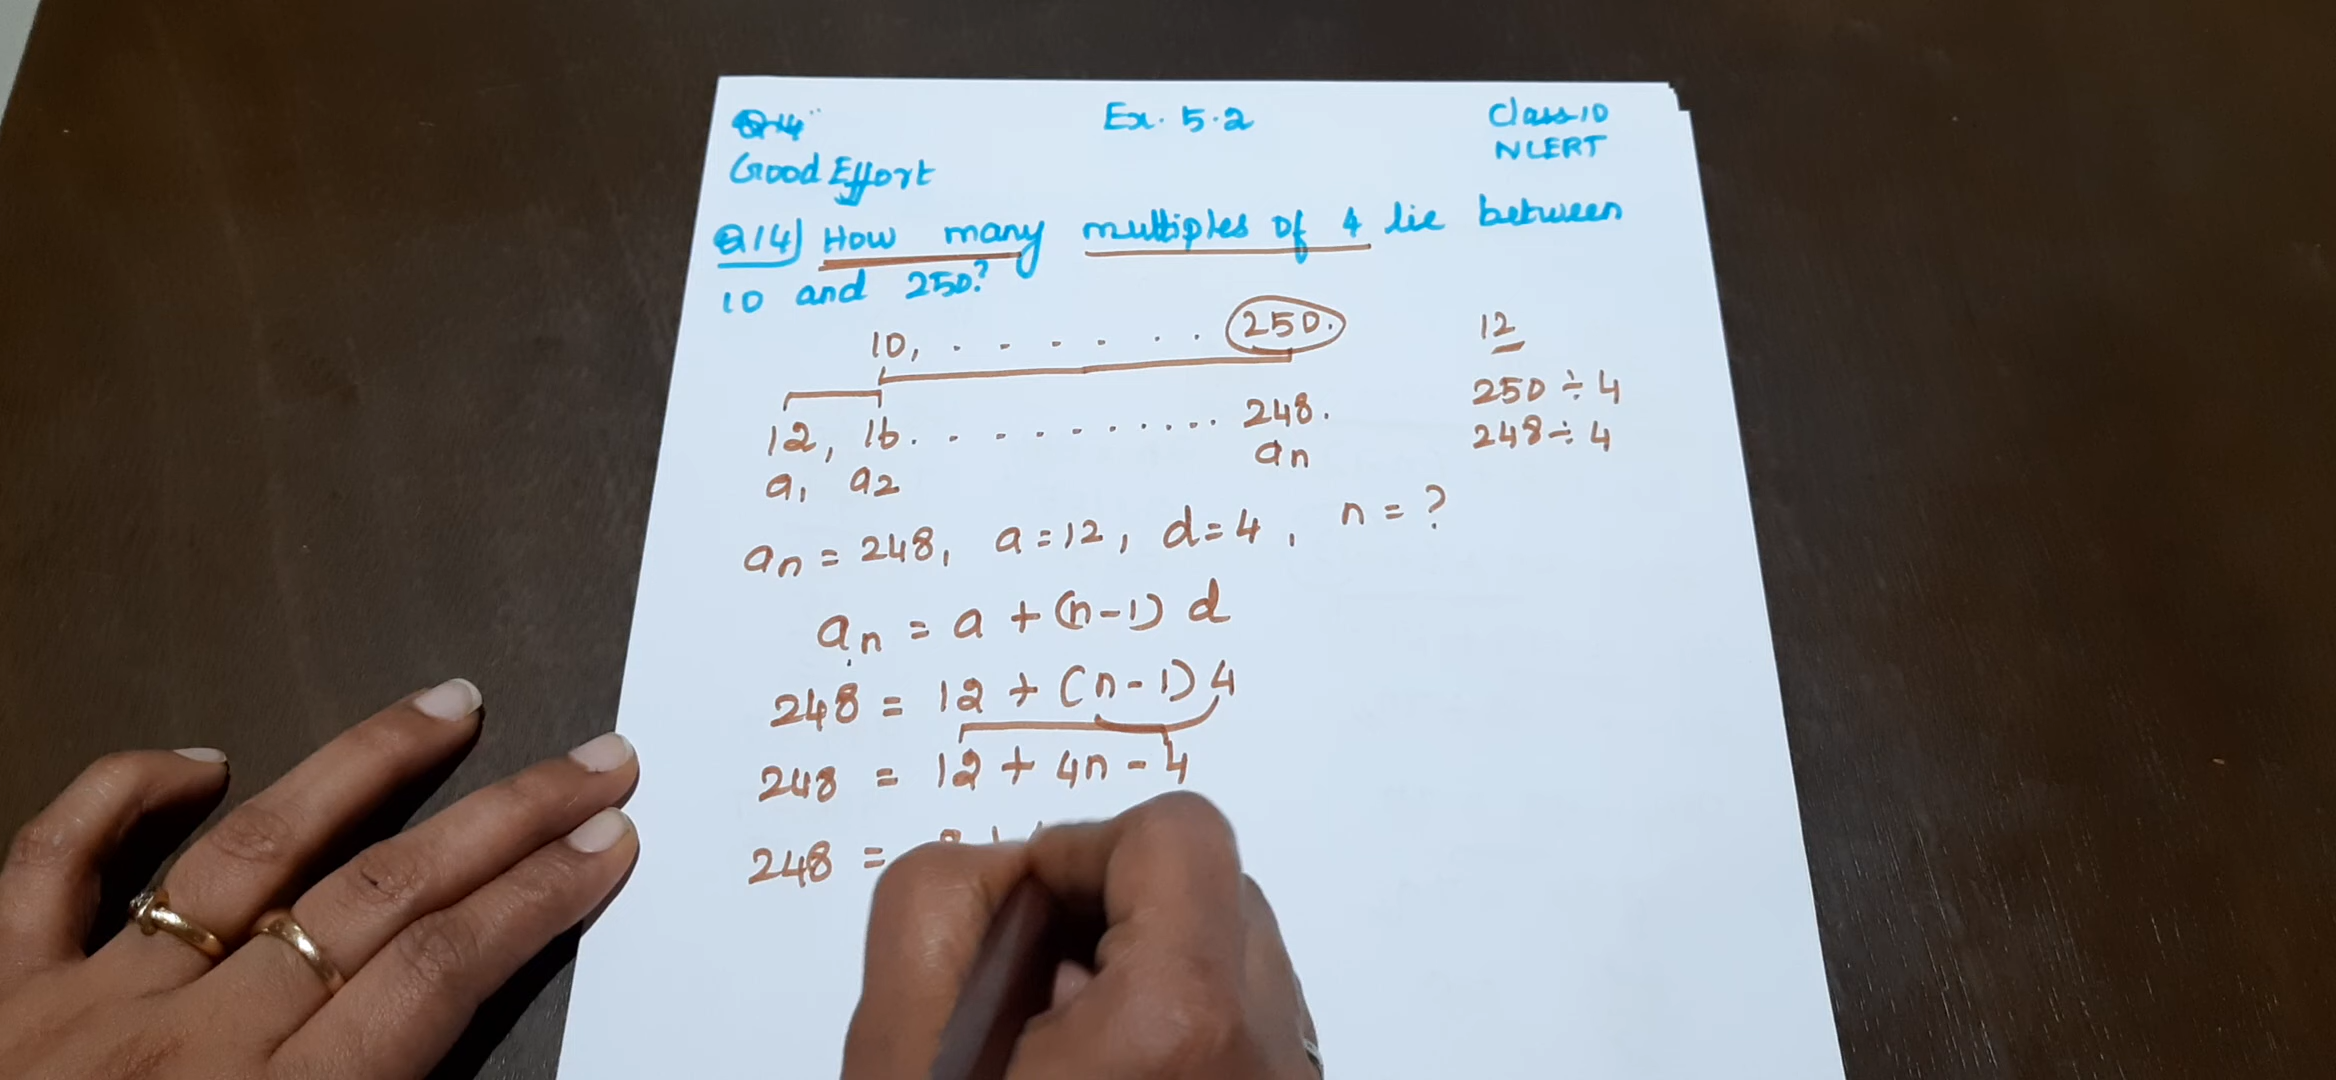 Q14
Ex. 5.2
Class 10
NCERT
Good Effort
Q14) How many multiples of 4 lie between
10 and 250?
10, . . . . . . 250.
12
250 ÷ 4
248 ÷ 4
12, 16. . . . . . . . . . . 248.
a1 a2 an
an = 248, a = 12, d = 4, n = ?
an = a + (n-1) d
248 = 12 + (n-1) 4
248 = 12 + 4n - 4
248 =